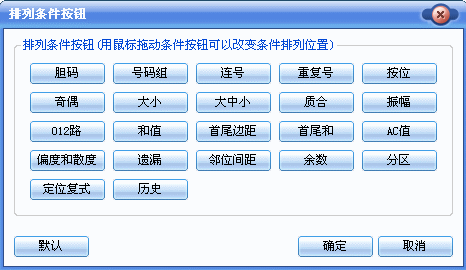 排列条件按钮
排列条件按钮(用鼠标拖动条件按钮可以改变条件排列位置)
胆码 号码组 连号 重复号 按位
奇偶 大小 大中小 质合 振幅
012路 和值 首尾边距 首尾和 AC值
偏度和散度 遗漏 邻位间距 余数 分区
定位复式 历史
默认 确定 取消